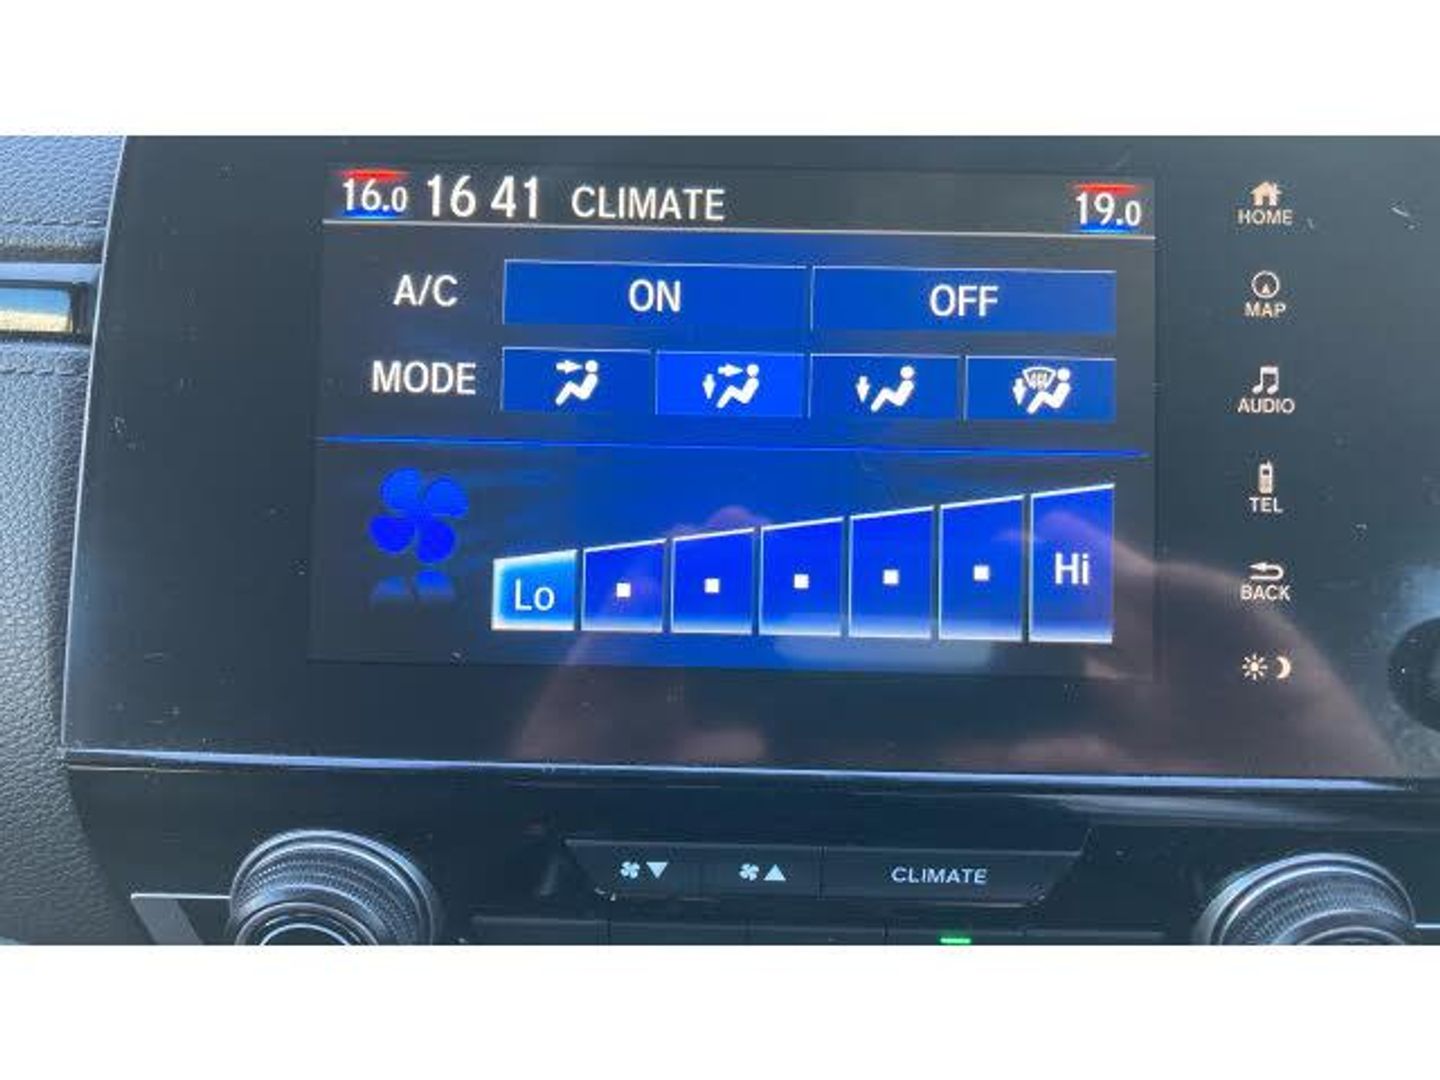 16.0 16 41 CLIMATE 19.0
A/C ON OFF
MODE
Lo Hi
HOME
MAP
AUDIO
TEL
BACK
CLIMATE